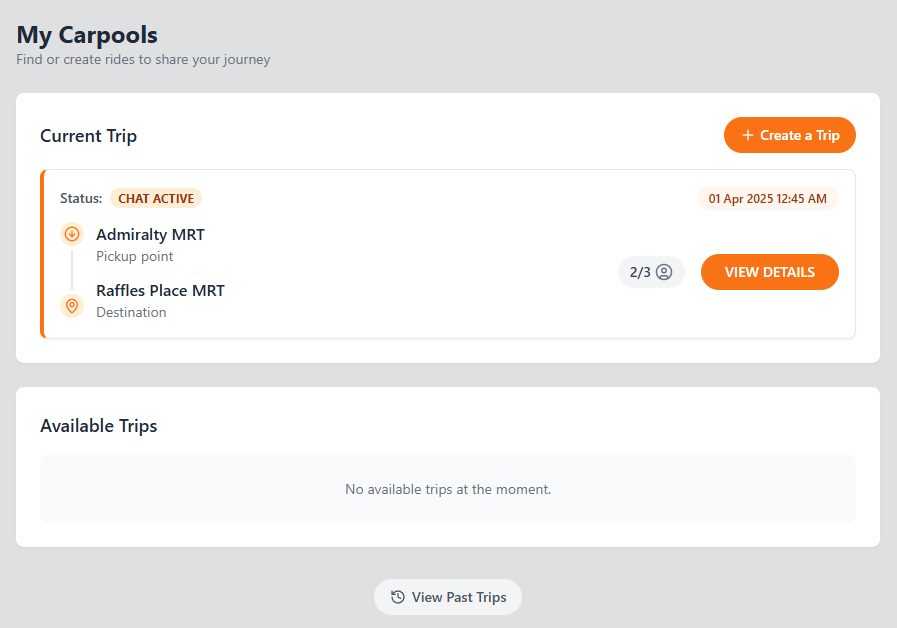 My Carpools
Find or create rides to share your journey
Current Trip
+ Create a Trip
Status: CHAT ACTIVE
01 Apr 2025 12:45 AM
Admiralty MRT
Pickup point
2/3
VIEW DETAILS
Raffles Place MRT
Destination
Available Trips
No available trips at the moment.
View Past Trips